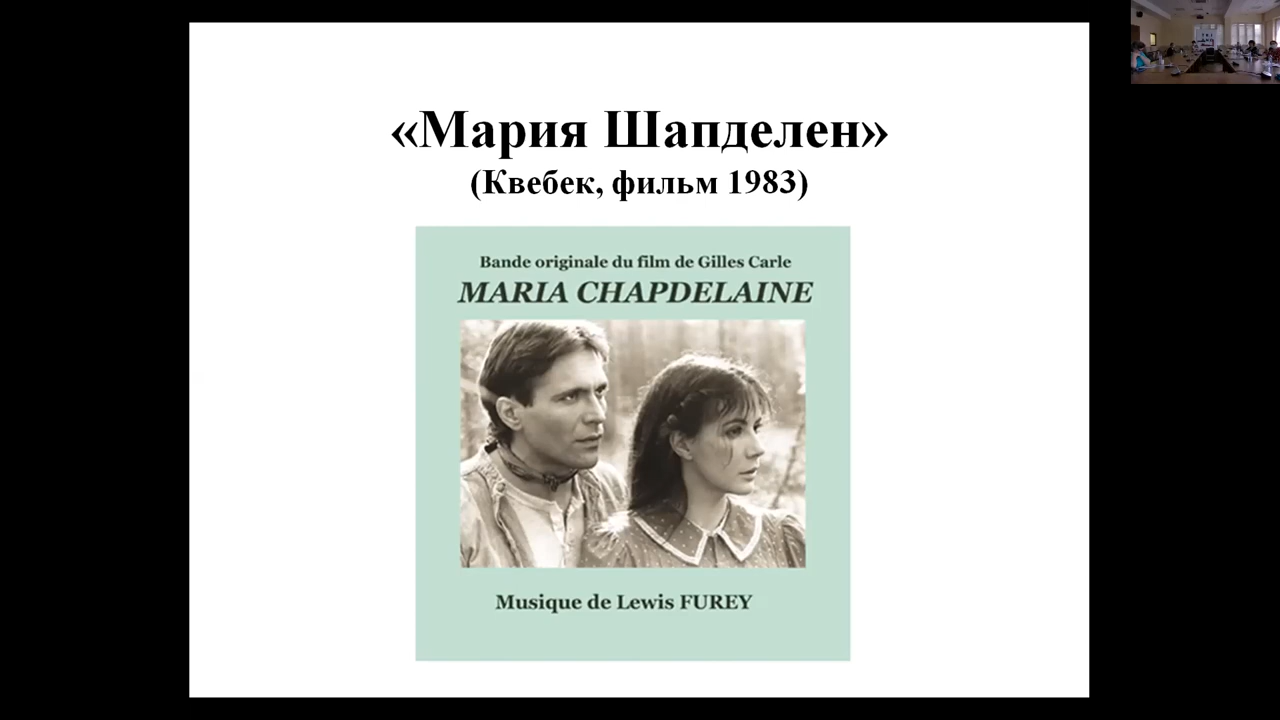 «Мария Шапделен»
(Квебек, фильм 1983)
Bande originale du film de Gilles Carle
MARIA CHAPDELAINE
Musique de Lewis FUREY